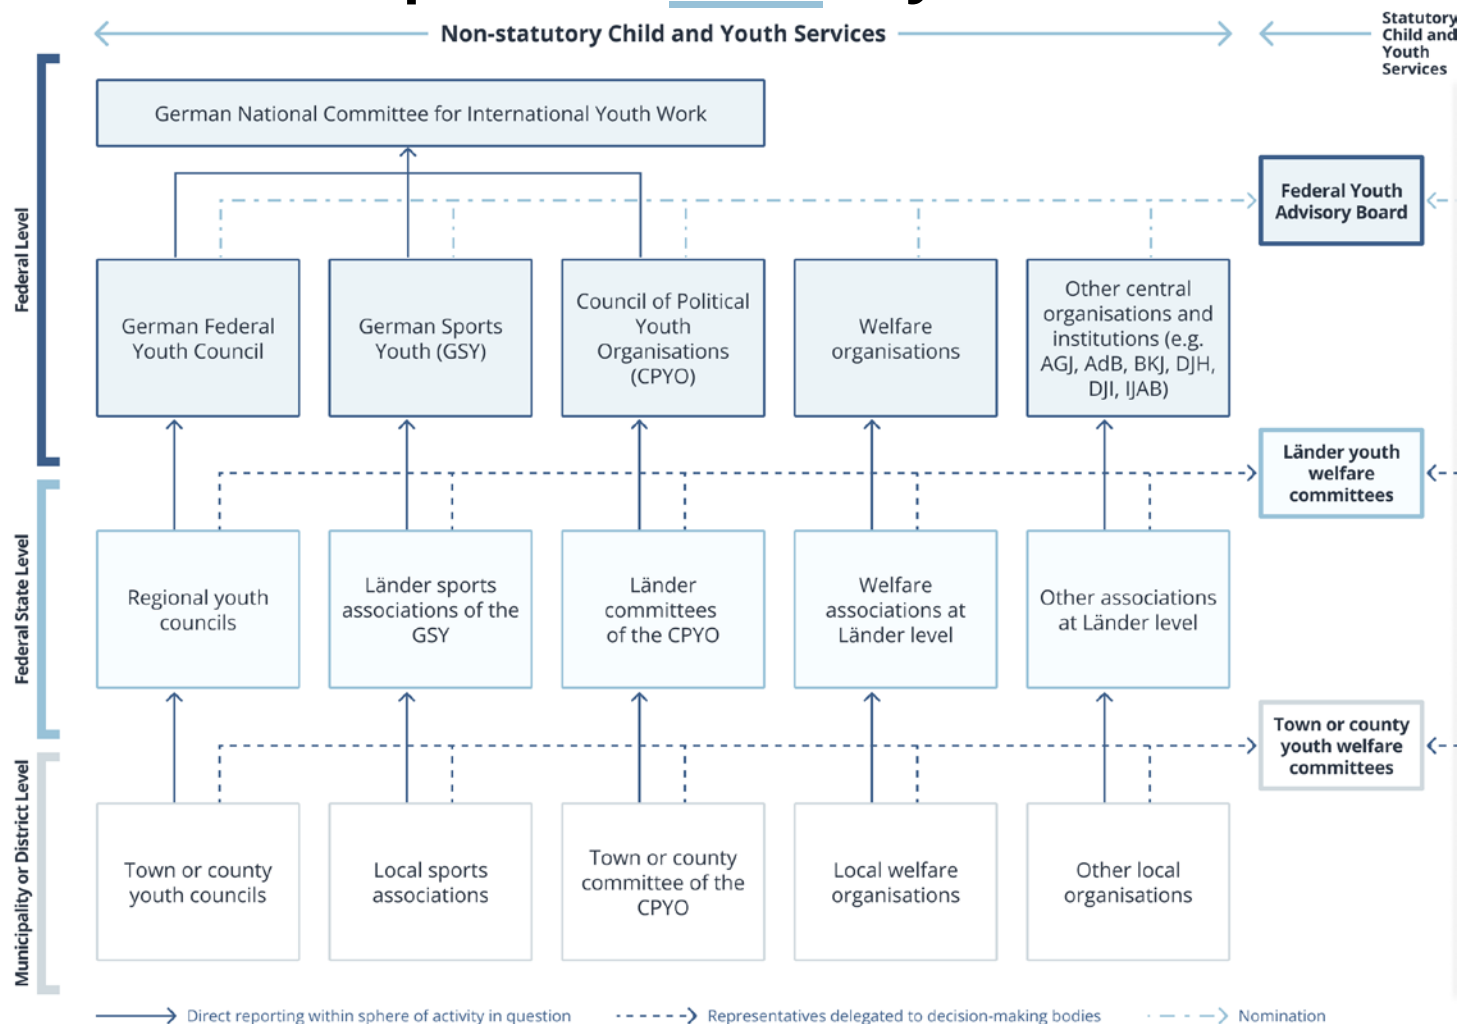 Non-statutory Child and Youth Services
Statutory
Child and
Youth
Services
Federal Level
German National Committee for International Youth Work
Federal Youth
Advisory Board
German Federal
Youth Council
German Sports
Youth (GSY)
Council of Political
Youth
Organisations
(CPYO)
Welfare
organisations
Other central
organisations and
institutions (e.g.
AGJ, AdB, BKJ, DJH,
DJI, IJAB)
Länder youth
welfare
committees
Federal State Level
Regional youth
councils
Länder sports
associations of the
GSY
Länder
committees
of the CPYO
Welfare
associations at
Länder level
Other associations
at Länder level
Town or county
youth welfare
committees
Municipality or District Level
Town or county
youth councils
Local sports
associations
Town or county
committee of the
CPYO
Local welfare
organisations
Other local
organisations
Direct reporting within sphere of activity in question
Representatives delegated to decision-making bodies
Nomination